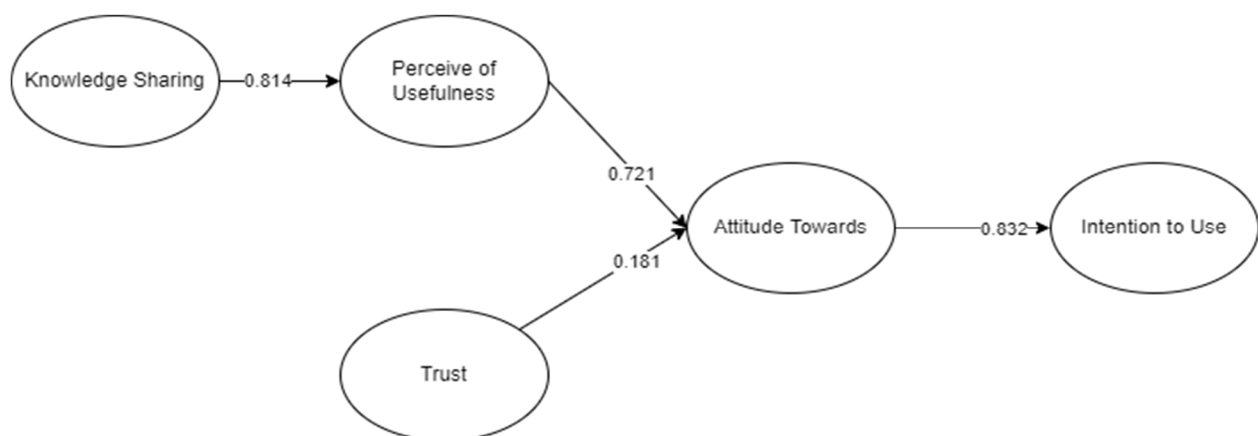 Knowledge Sharing
0.814
Perceive of
Usefulness
0.721
Attitude Towards
0.832
Intention to Use
0.181
Trust